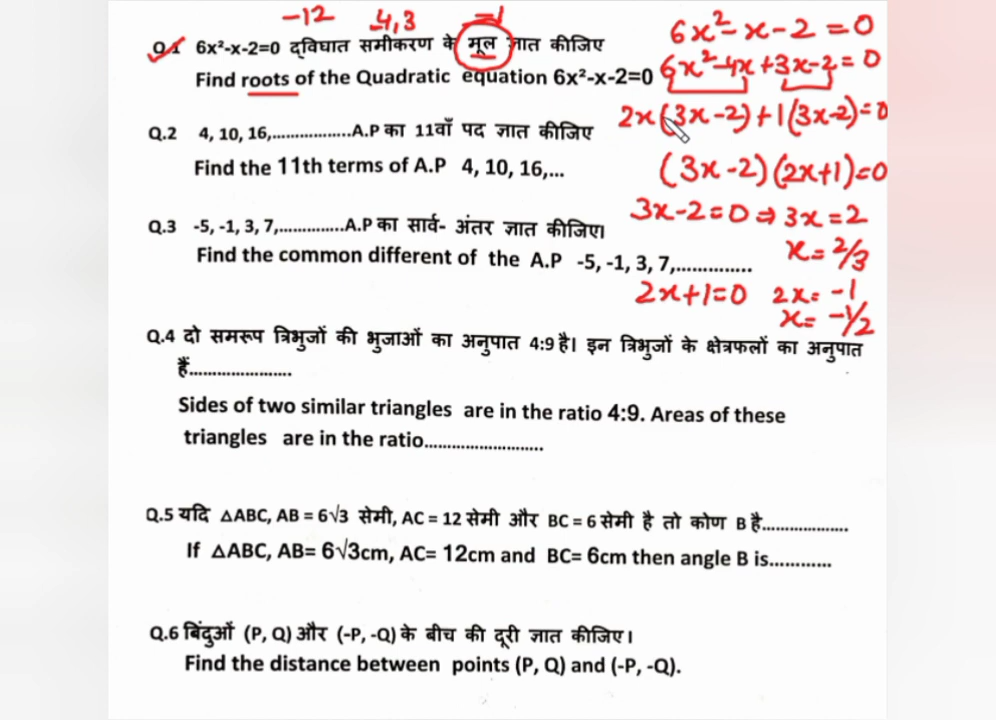 -12 4,3 =-1
Q.1 6x²-x-2=0 द्विघात समीकरण के मूल ज्ञात कीजिए
Find roots of the Quadratic equation 6x²-x-2=0
6x²-x-2=0
6x²-4x+3x-2=0
2x(3x-2)+1(3x-2)=0
(3x-2)(2x+1)=0
3x-2=0⇒3x=2
x=2/3
2x+1=0 2x=-1
x=-1/2
Q.2 4, 10, 16,.................A.P का 11वाँ पद ज्ञात कीजिए
Find the 11th terms of A.P 4, 10, 16,...
Q.3 -5, -1, 3, 7,..............A.P का सार्व- अंतर ज्ञात कीजिए।
Find the common different of the A.P -5, -1, 3, 7,..............
Q.4 दो समरूप त्रिभुजों की भुजाओं का अनुपात 4:9 है। इन त्रिभुजों के क्षेत्रफलों का अनुपात
हैं......................
Sides of two similar triangles are in the ratio 4:9. Areas of these
triangles are in the ratio..........................
Q.5 यदि △ABC, AB = 6√3 सेमी, AC = 12 सेमी और BC = 6 सेमी है तो कोण B है...................
If △ABC, AB= 6√3cm, AC= 12cm and BC= 6cm then angle B is............
Q.6 बिंदुओं (P, Q) और (-P, -Q) के बीच की दूरी ज्ञात कीजिए।
Find the distance between points (P, Q) and (-P, -Q).